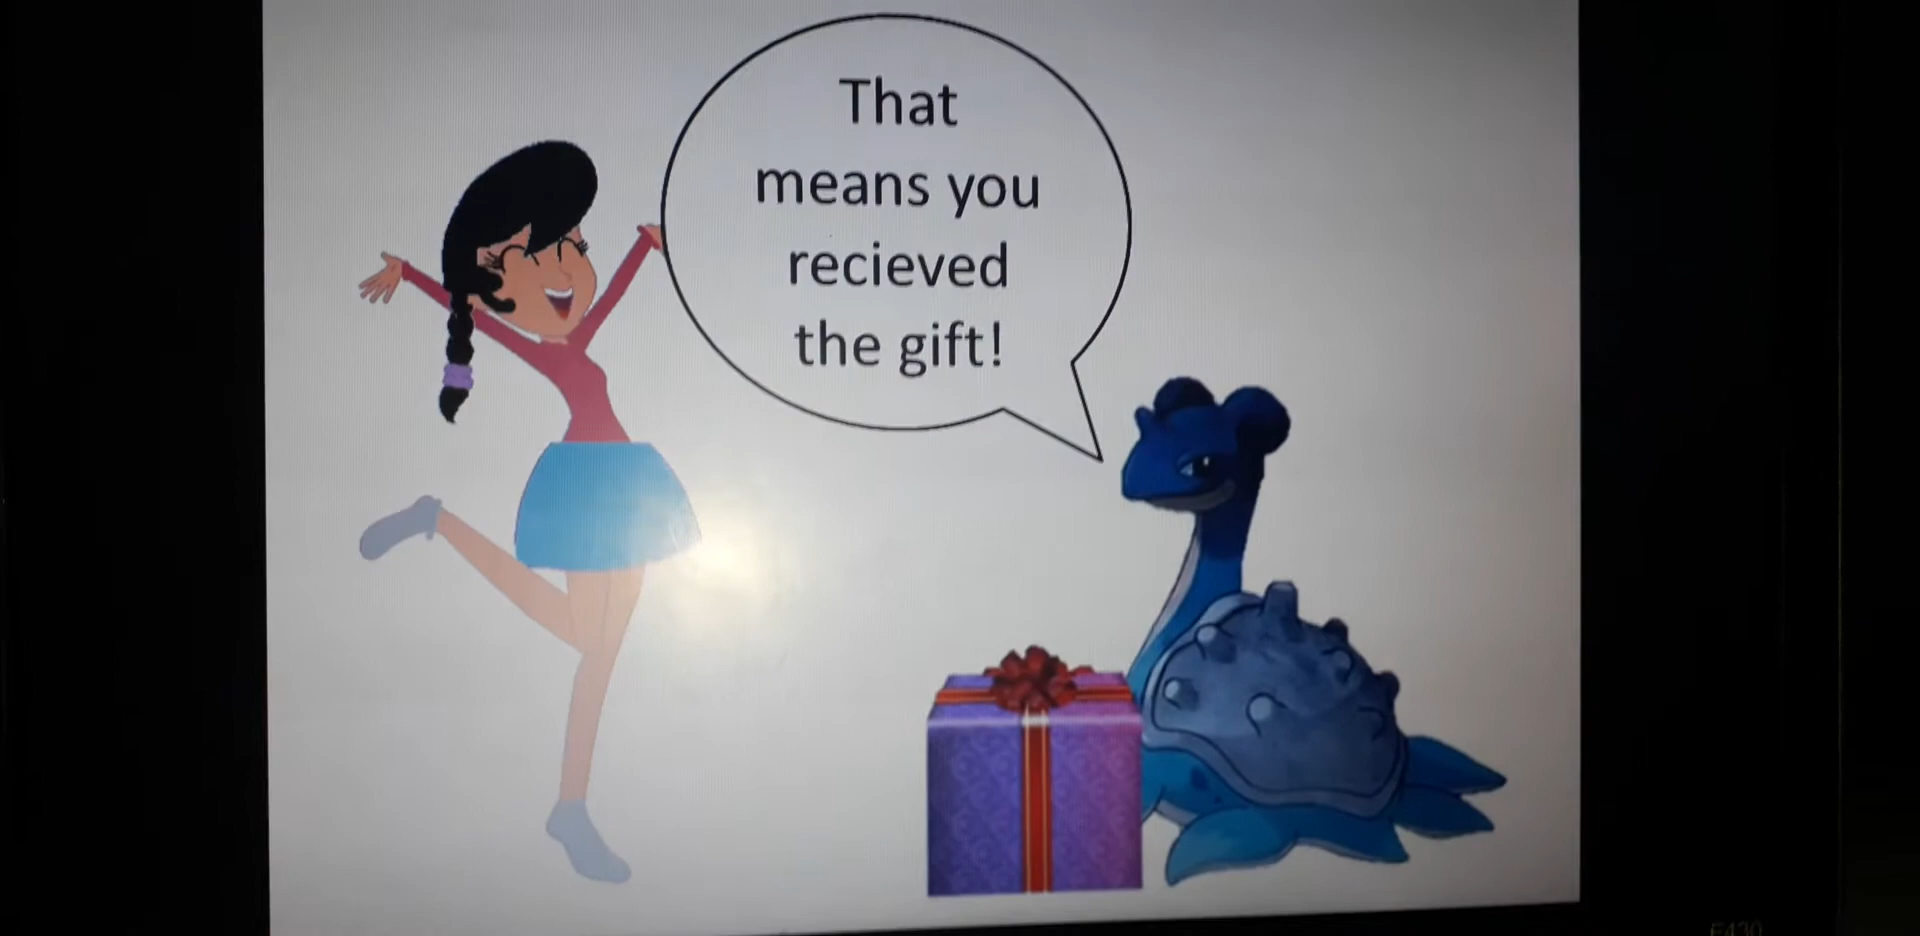 That
means you
recieved
the gift!